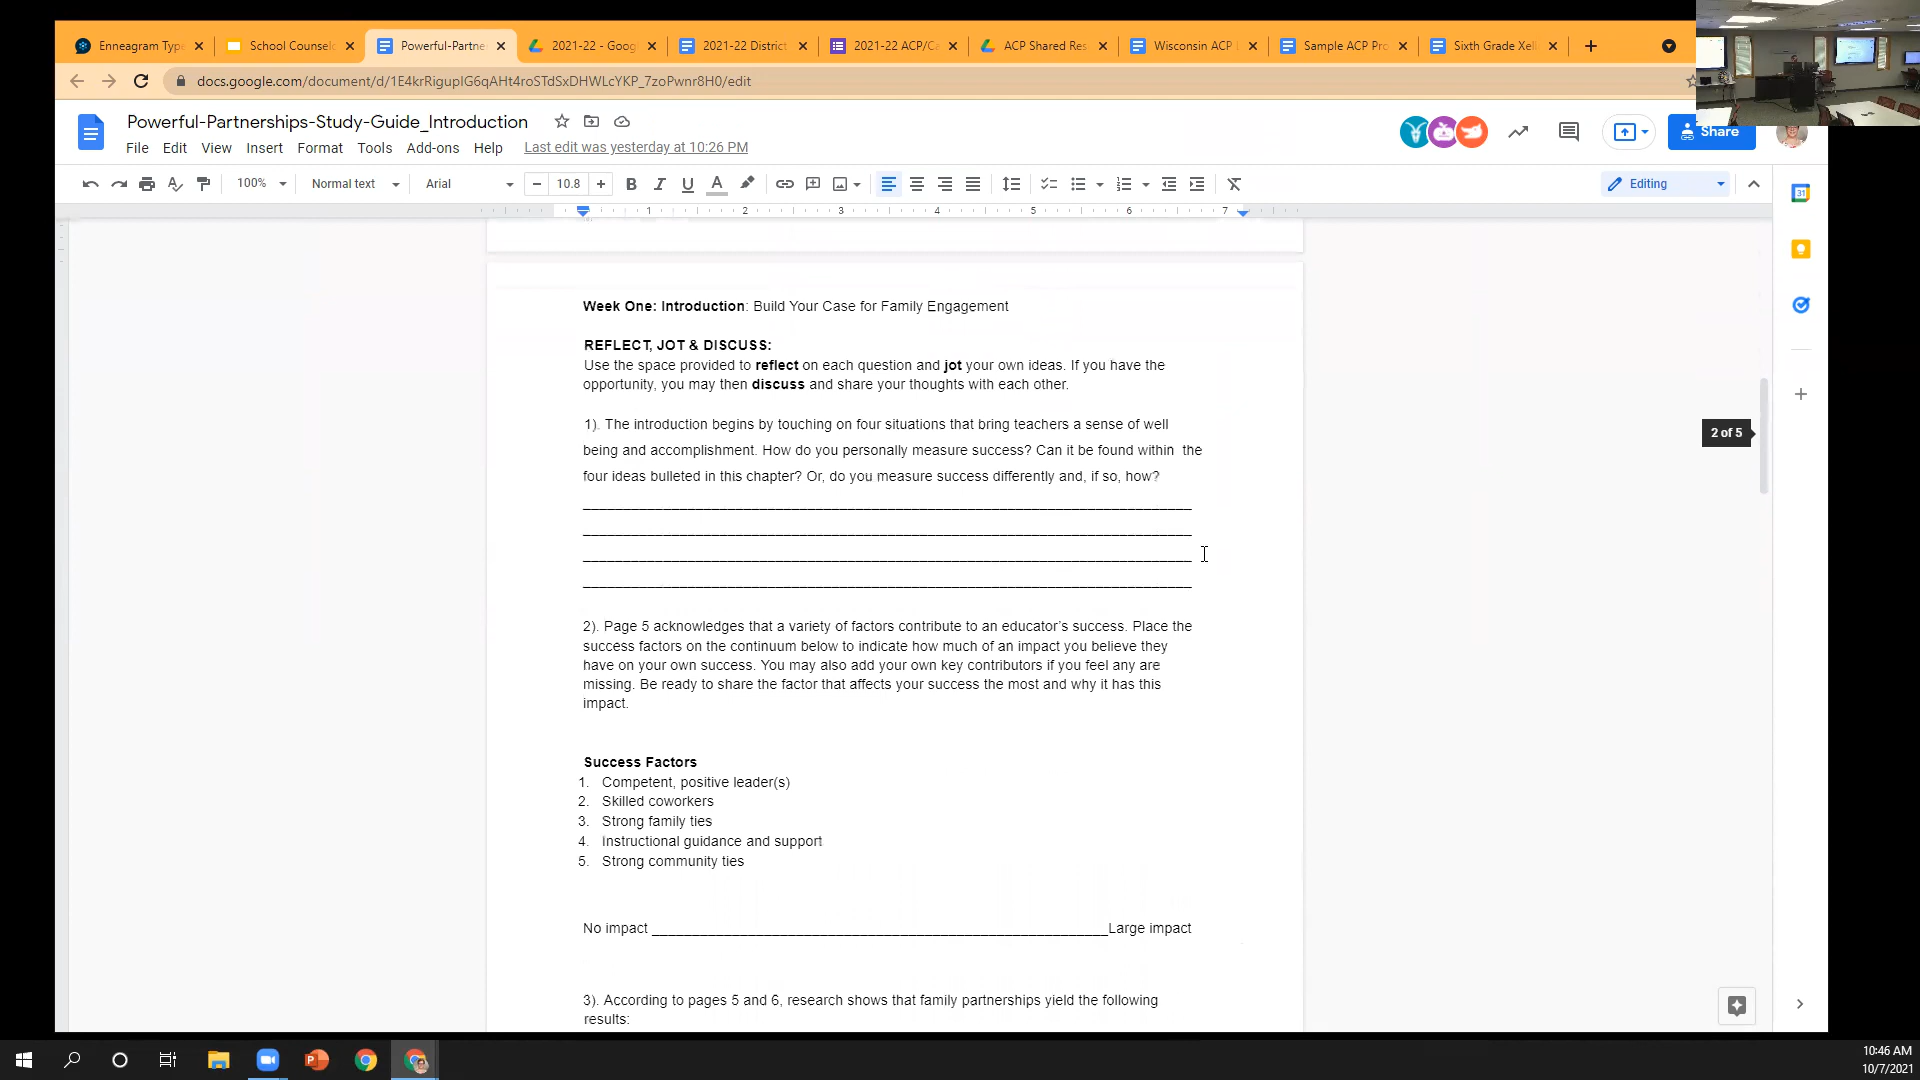 Enneagram Type
School Counsel
Powerful-Partne
2021-22 - Goog
2021-22 District
2021-22 ACP/Ca
ACP Shared Res
Wisconsin ACP
Sample ACP Pro
Sixth Grade Xell
docs.google.com/document/d/1E4krRigupIG6qAHt4roSTdSxDHWLcYKP_7zoPwnr8H0/edit
Powerful-Partnerships-Study-Guide_Introduction
Share
File Edit View Insert Format Tools Add-ons Help Last edit was yesterday at 10:26 PM
100% Normal text Arial 10.8 Editing
1 2 3 4 5 6 7
31
Week One: Introduction: Build Your Case for Family Engagement
REFLECT, JOT & DISCUSS:
Use the space provided to reflect on each question and jot your own ideas. If you have the
opportunity, you may then discuss and share your thoughts with each other.
1). The introduction begins by touching on four situations that bring teachers a sense of well
being and accomplishment. How do you personally measure success? Can it be found within the
four ideas bulleted in this chapter? Or, do you measure success differently and, if so, how?
2 of 5
2). Page 5 acknowledges that a variety of factors contribute to an educator's success. Place the
success factors on the continuum below to indicate how much of an impact you believe they
have on your own success. You may also add your own key contributors if you feel any are
missing. Be ready to share the factor that affects your success the most and why it has this
impact.
Success Factors
1. Competent, positive leader(s)
2. Skilled coworkers
3. Strong family ties
4. Instructional guidance and support
5. Strong community ties
No impact _________________________________________________________Large impact
3). According to pages 5 and 6, research shows that family partnerships yield the following
results:
10:46 AM
10/7/2021